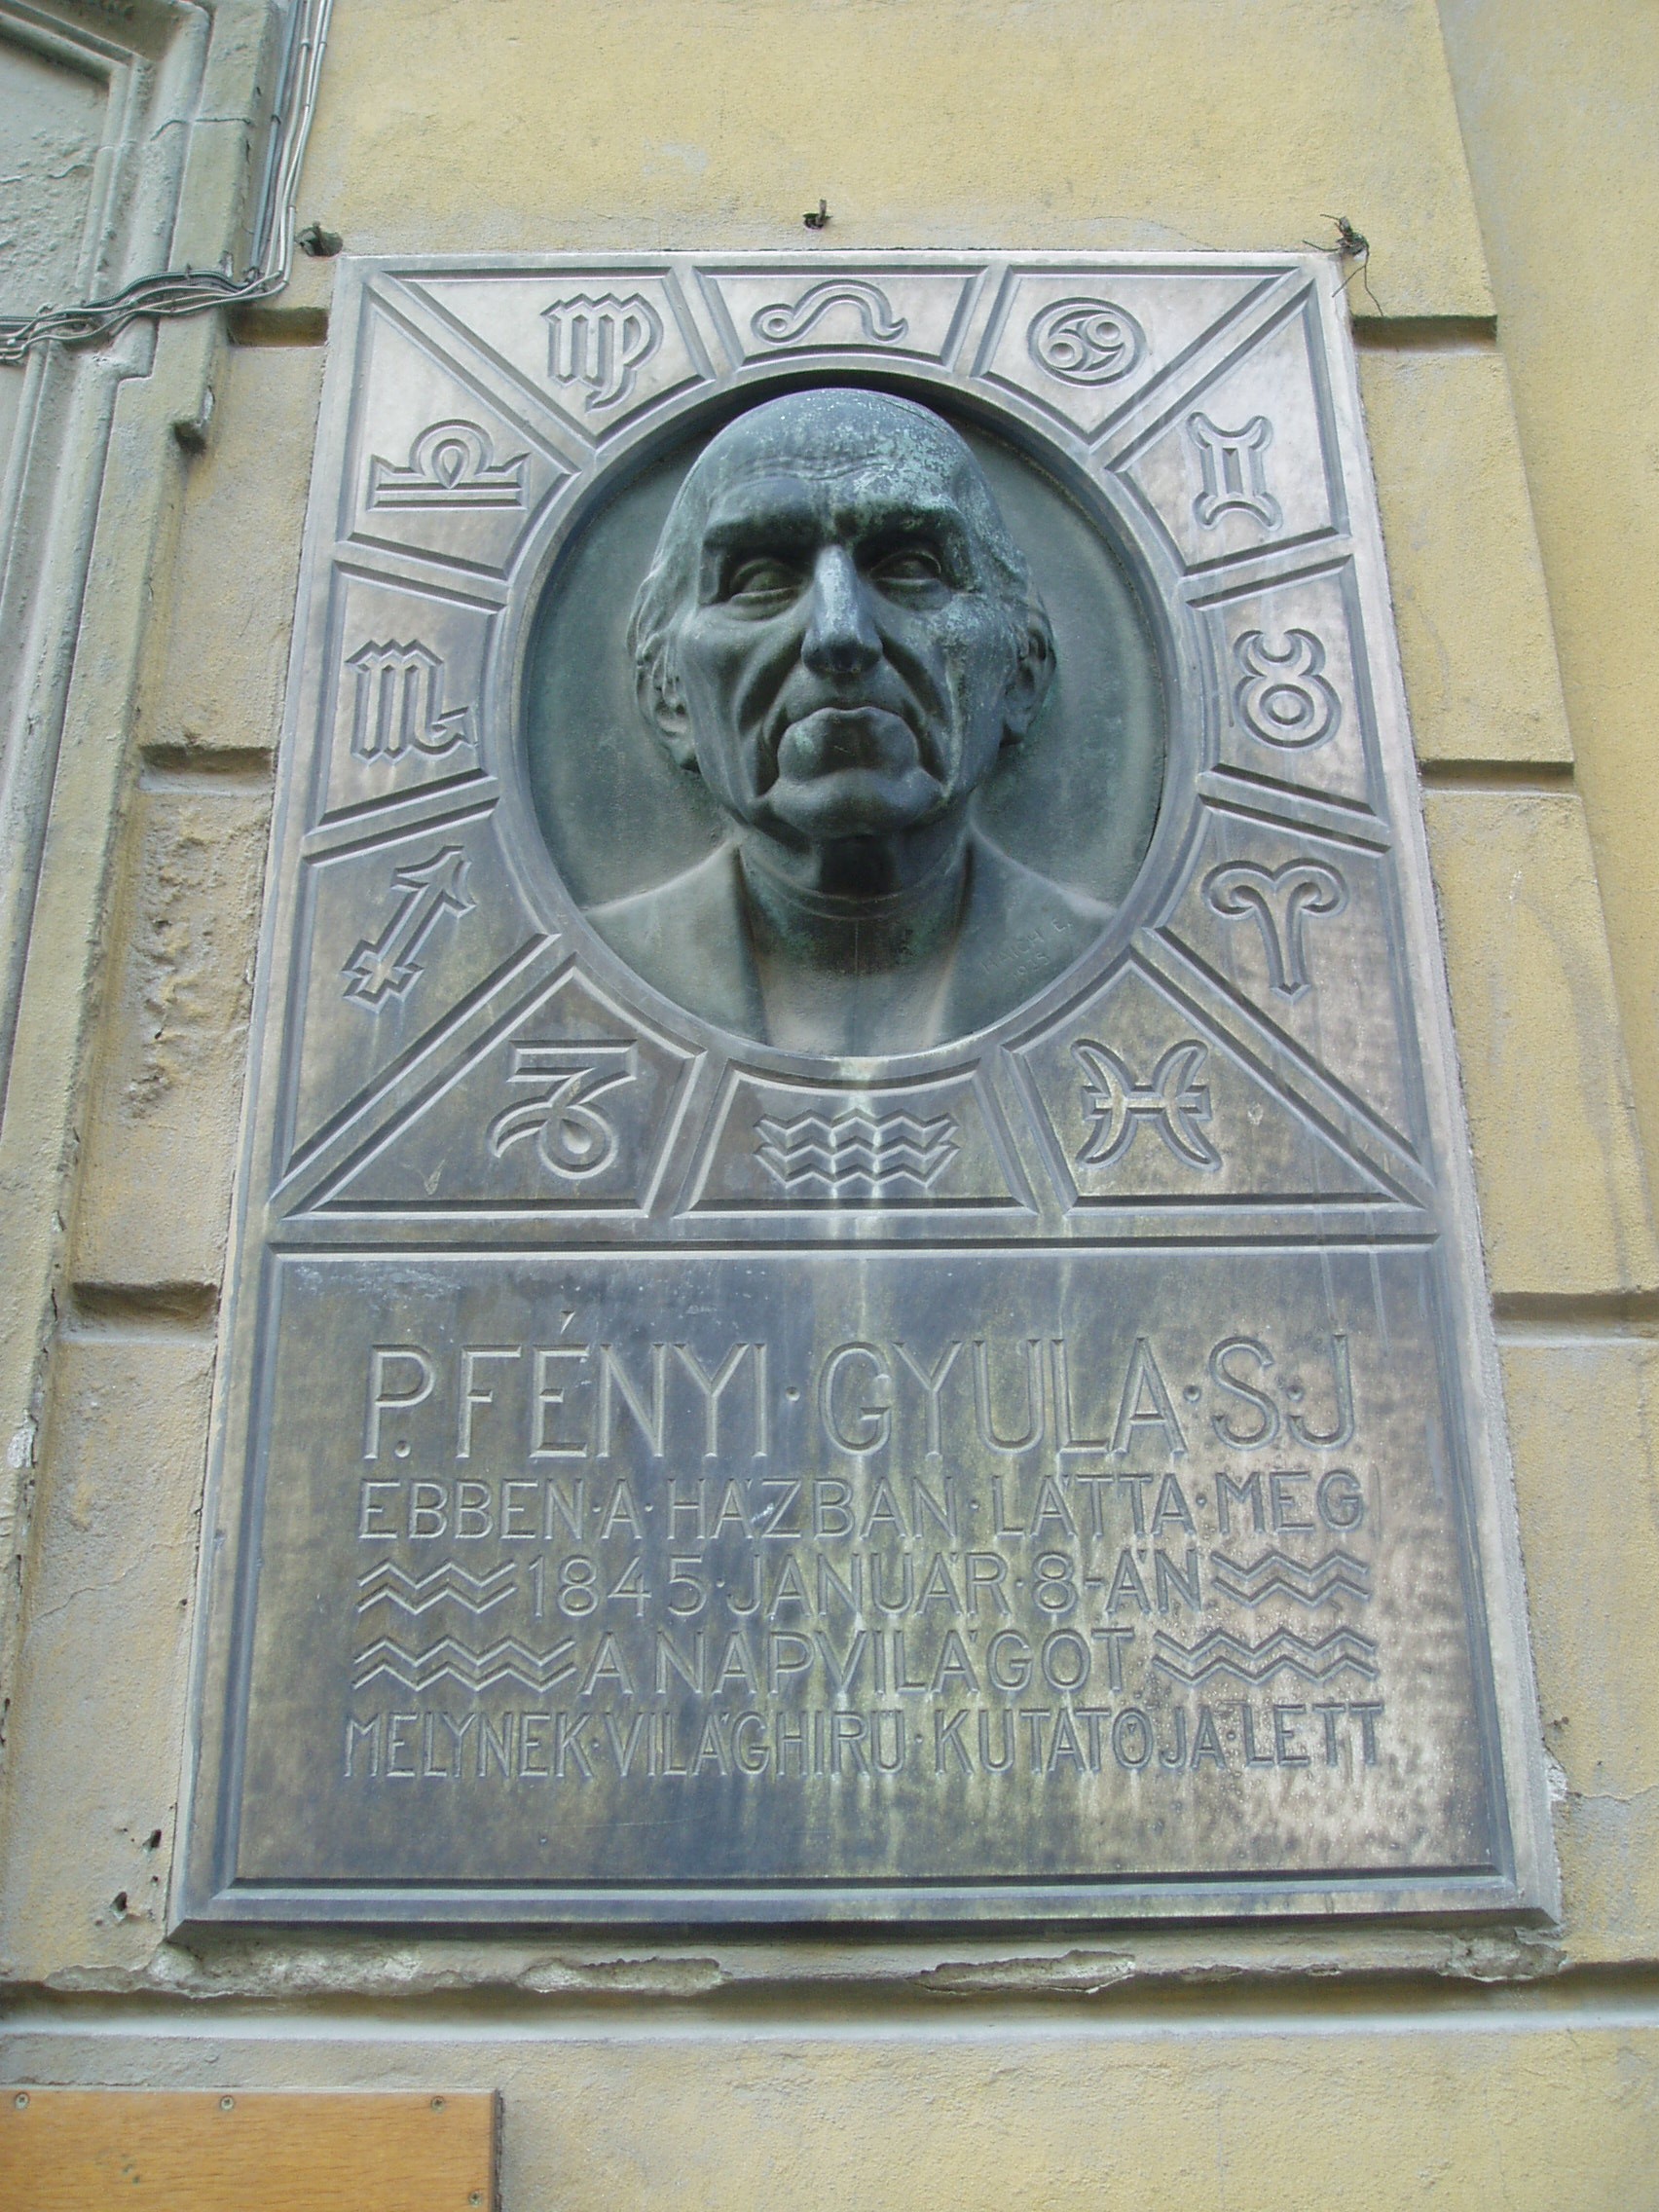 P. FÉNYI · GYULA · S · J
EBBEN · A · HÁZBAN · LÁTTA · MEG
1845 · JANUÁR · 8-ÁN
A NAPVILÁGOT
MELYNEK · VILÁGHIRÜ · KUTATÓJA · LETT